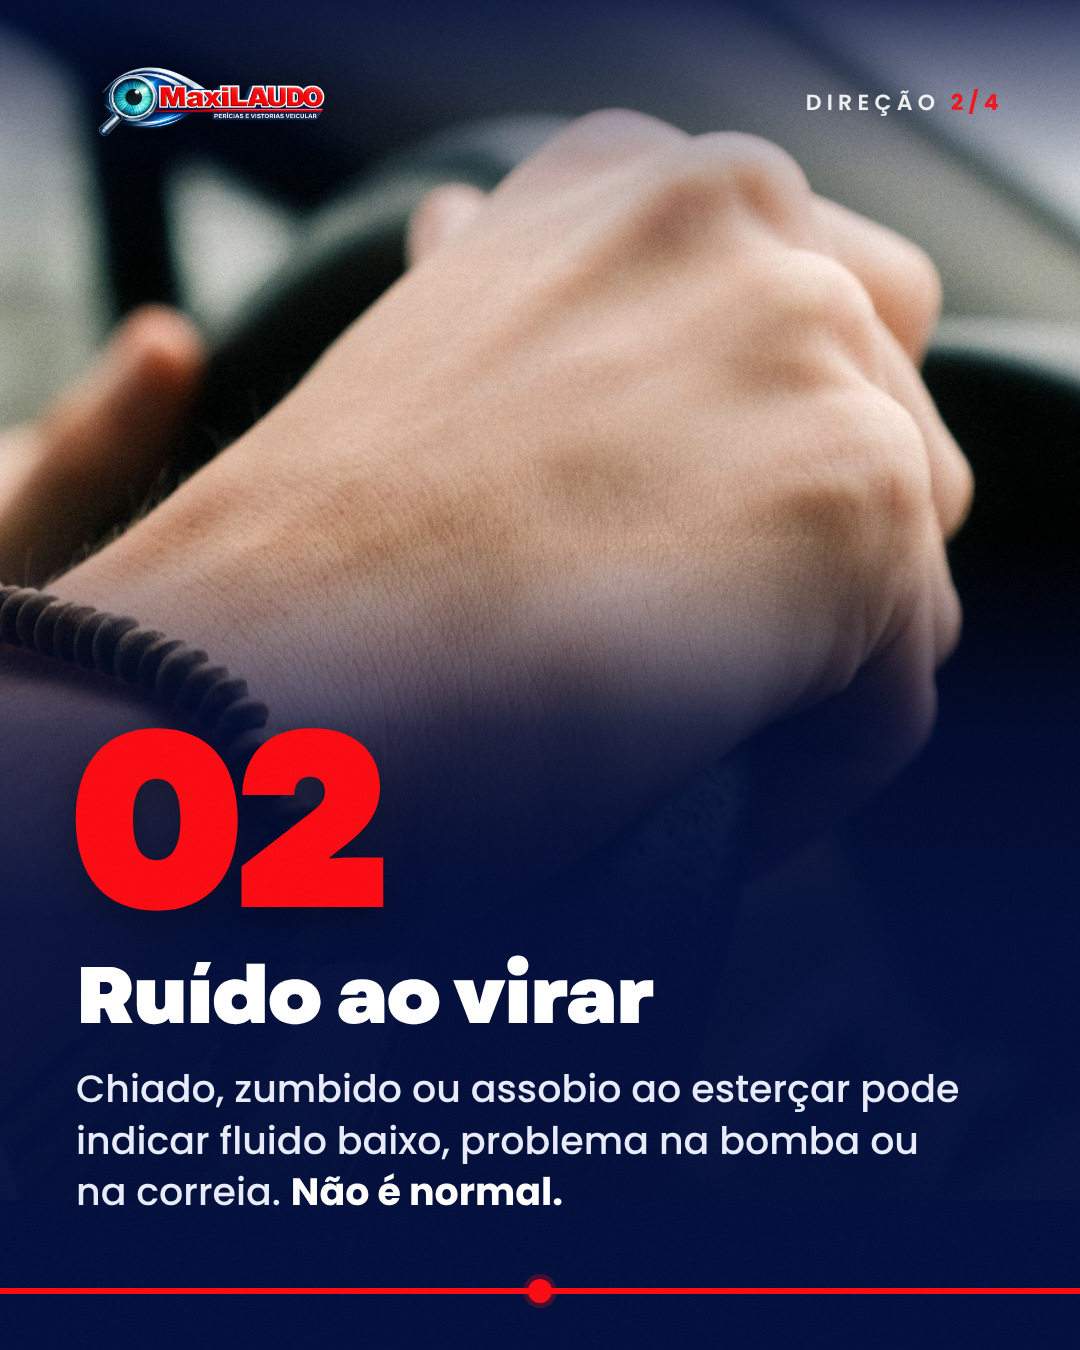 MaxiLAUDO
PERÍCIAS E VISTORIAS VEICULAR
DIREÇÃO 2/4
02
Ruído ao virar
Chiado, zumbido ou assobio ao esterçar pode
indicar fluido baixo, problema na bomba ou
na correia. Não é normal.